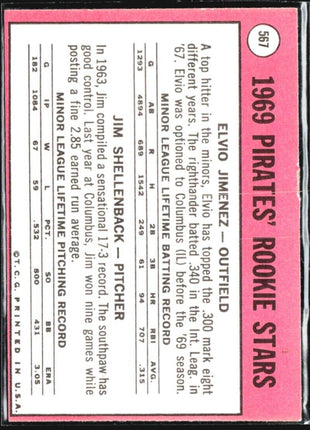 567
1969 PIRATES' ROOKIE STARS
ELVIO JIMENEZ — OUTFIELD
A top hitter in the minors, Elvio has topped the .300 mark eight
different years. The righthander batted .340 in the Int. Leag. in
'67. Elvio was optioned to Columbus (IL) before the '69 season.
MINOR LEAGUE LIFETIME BATTING RECORD
G AB R H 2B 3B HR RBI AVG.
1293 4894 615 1542 249 61 94 707 .315
JIM SHELLENBACK — PITCHER
In 1963, Jim compiled a sensational 17-3 record. The southpaw has
good control. Last year at Columbus, Jim won nine games while
posting a fine 2.85 earned run average.
MINOR LEAGUE LIFETIME PITCHING RECORD
G IP W L PCT. SO BB ERA
182 1084 67 59 .532 800 431 3.05
© T.C.G. PRINTED IN U.S.A.